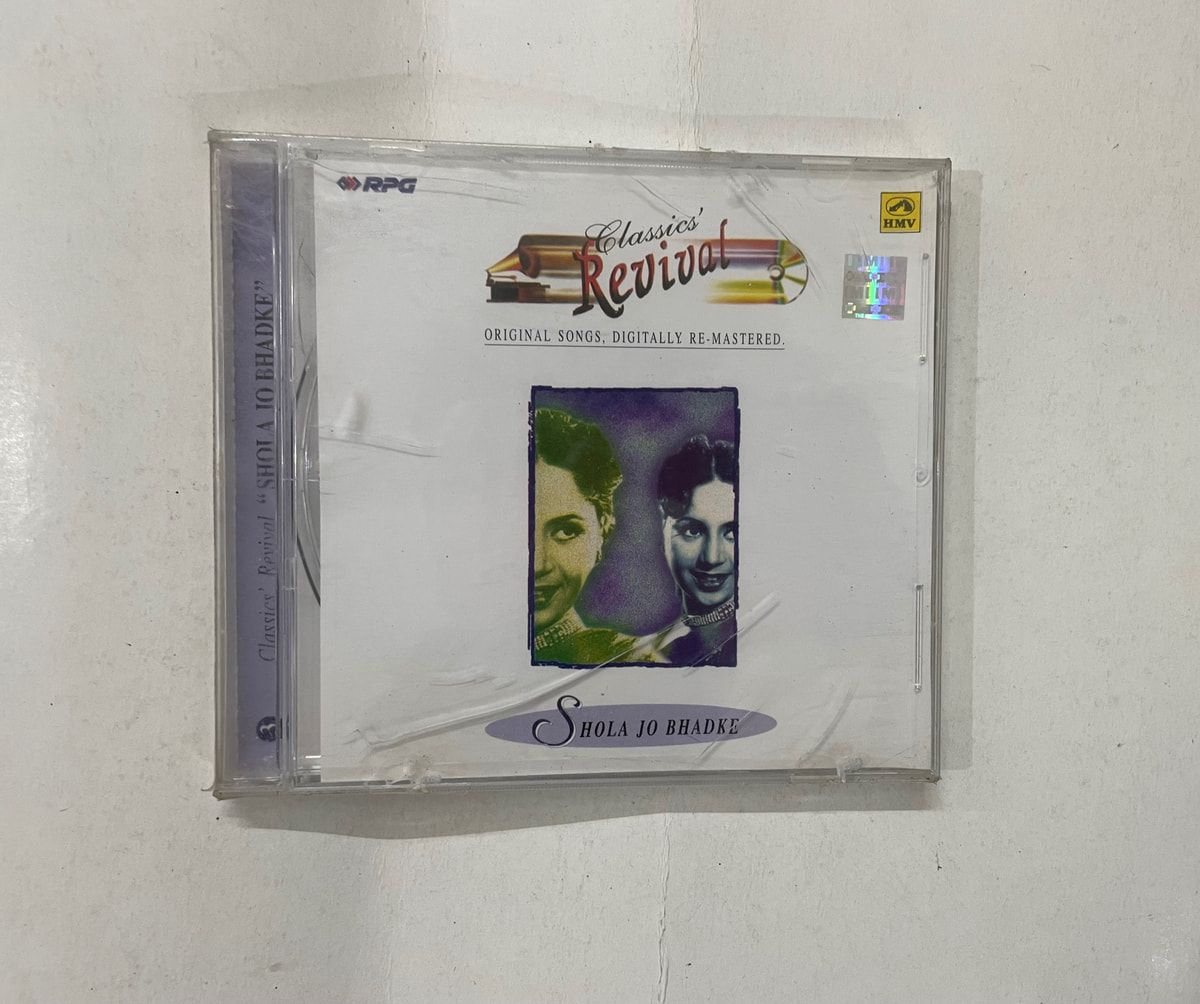 RPG
HMV
Classics'
Revival
ORIGINAL SONGS, DIGITALLY RE-MASTERED.
SHOLA JO BHADKE
Classics' Revival "SHOLA JO BHADKE"